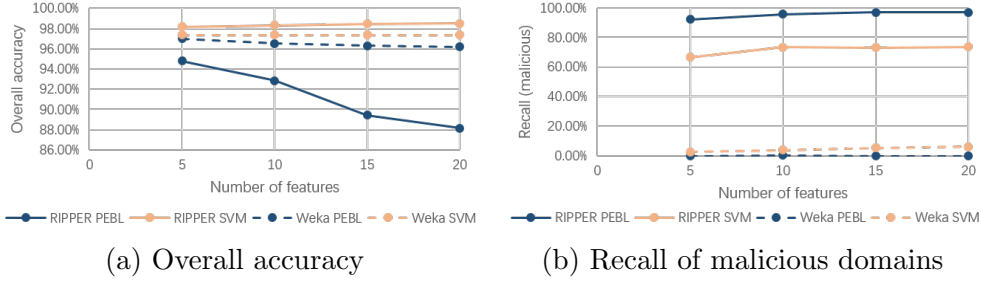 100.00%
98.00%
96.00%
94.00%
92.00%
90.00%
88.00%
86.00%
Overall accuracy
0 5 10 15 20
Number of features
RIPPER PEBL RIPPER SVM Weka PEBL Weka SVM
(a) Overall accuracy
100.00%
80.00%
60.00%
40.00%
20.00%
0.00%
Recall (malicious)
0 5 10 15 20
Number of features
RIPPER PEBL RIPPER SVM Weka PEBL Weka SVM
(b) Recall of malicious domains